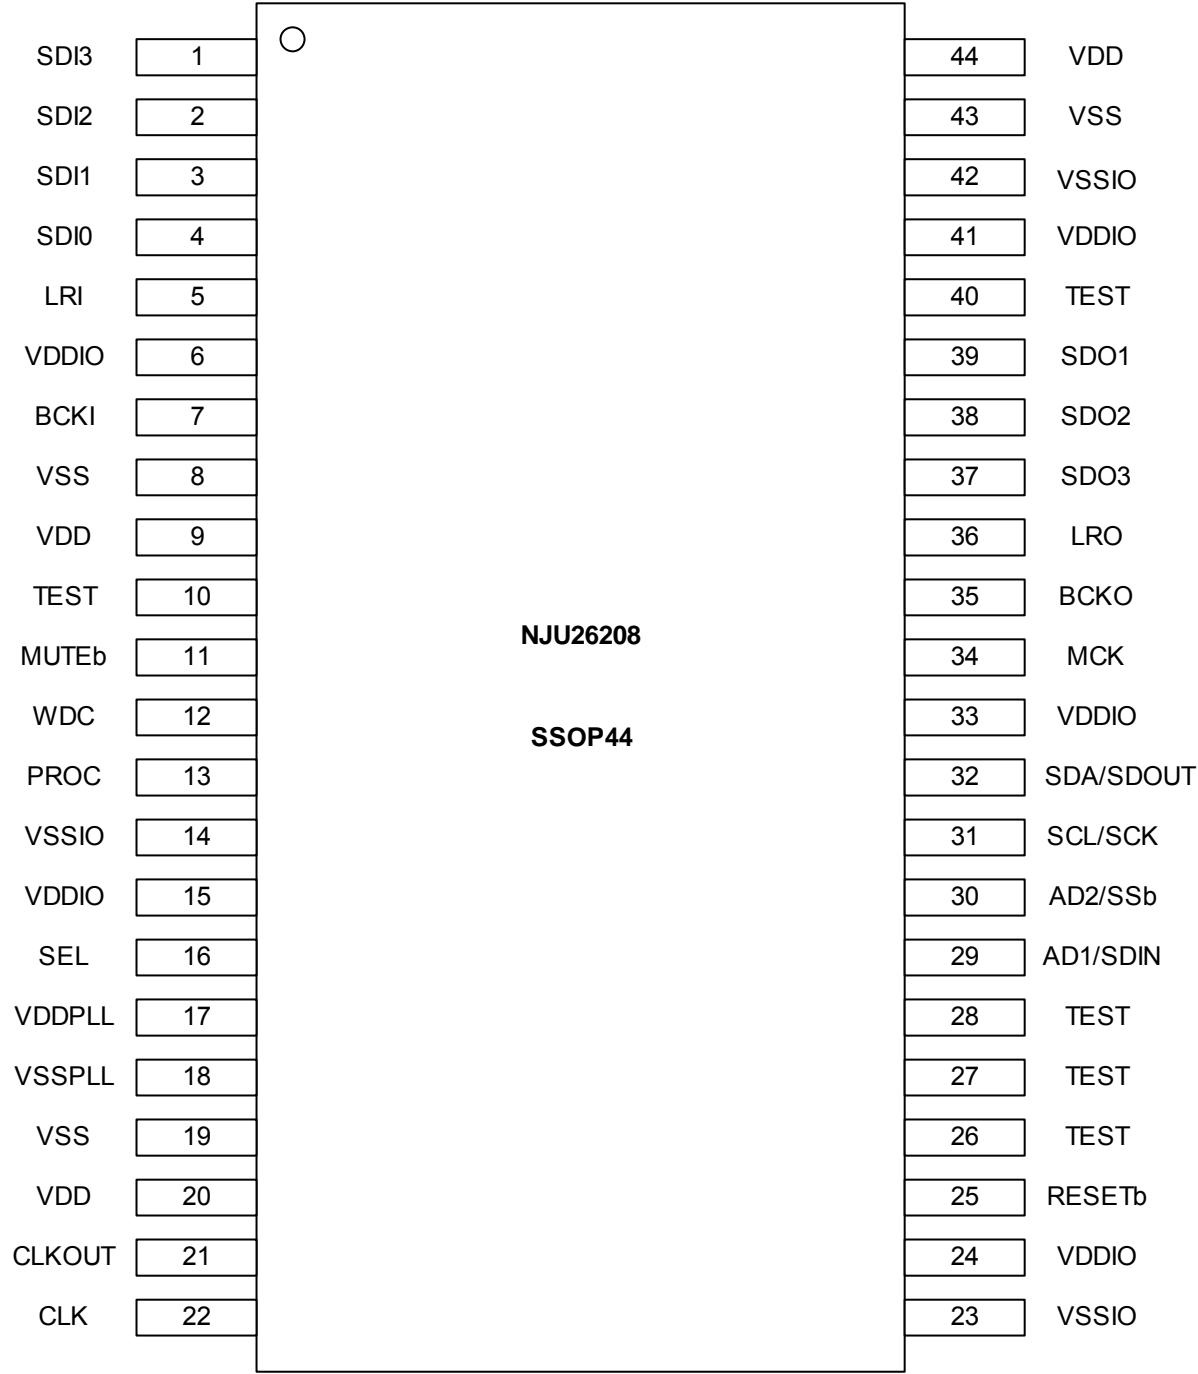 SDI3 1 44 VDD
SDI2 2 43 VSS
SDI1 3 42 VSSIO
SDI0 4 41 VDDIO
LRI 5 40 TEST
VDDIO 6 39 SDO1
BCKI 7 38 SDO2
VSS 8 37 SDO3
VDD 9 36 LRO
TEST 10 35 BCKO
NJU26208
MUTEb 11 34 MCK
WDC 12 33 VDDIO
SSOP44
PROC 13 32 SDA/SDOUT
VSSIO 14 31 SCL/SCK
VDDIO 15 30 AD2/SSb
SEL 16 29 AD1/SDIN
VDDPLL 17 28 TEST
VSSPLL 18 27 TEST
VSS 19 26 TEST
VDD 20 25 RESETb
CLKOUT 21 24 VDDIO
CLK 22 23 VSSIO